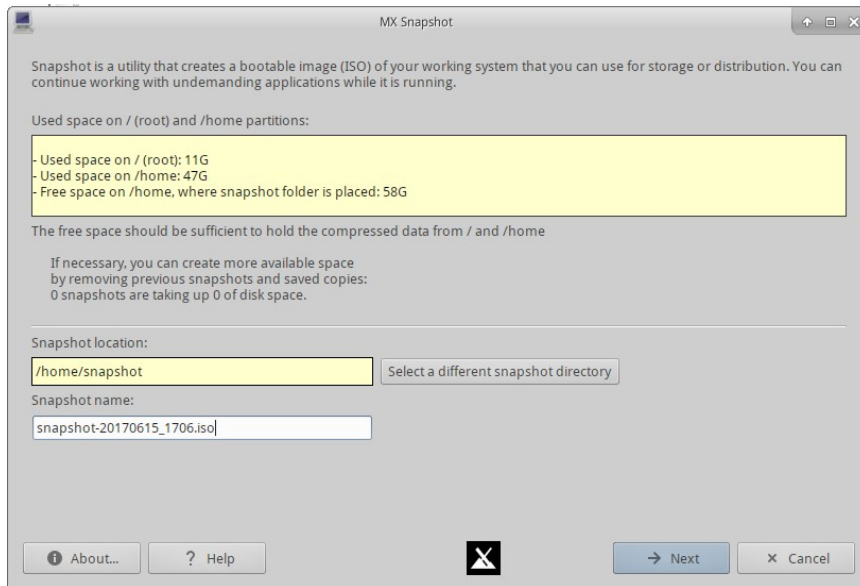 MX Snapshot
Snapshot is a utility that creates a bootable image (ISO) of your working system that you can use for storage or distribution. You can
continue working with undemanding applications while it is running.
Used space on / (root) and /home partitions:
- Used space on / (root): 11G
- Used space on /home: 47G
- Free space on /home, where snapshot folder is placed: 58G
The free space should be sufficient to hold the compressed data from / and /home
If necessary, you can create more available space
by removing previous snapshots and saved copies:
0 snapshots are taking up 0 of disk space.
Snapshot location:
/home/snapshot
Select a different snapshot directory
Snapshot name:
snapshot-20170615_1706.iso
About...
Help
Next
Cancel